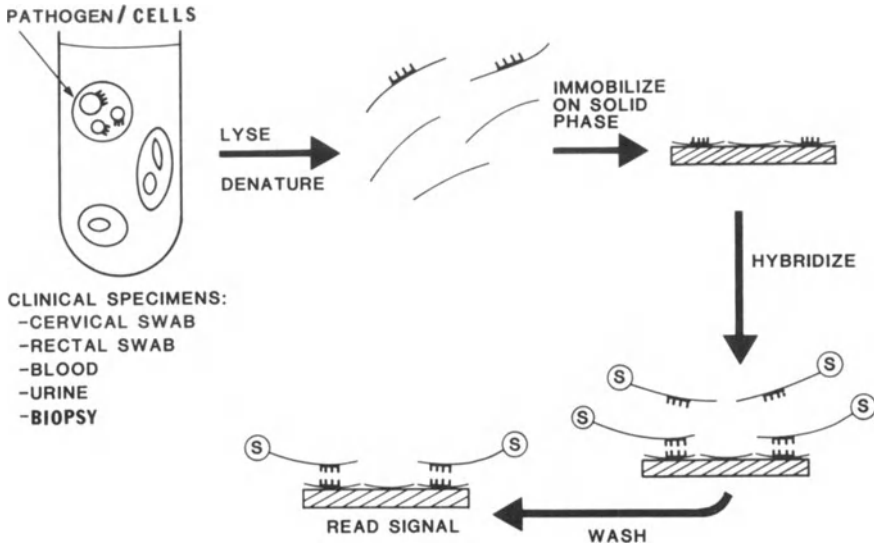 PATHOGEN/CELLS
LYSE
DENATURE
IMMOBILIZE
ON SOLID
PHASE
HYBRIDIZE
CLINICAL SPECIMENS:
-CERVICAL SWAB
-RECTAL SWAB
-BLOOD
-URINE
-BIOPSY
S
S
S
S
S
S
READ SIGNAL
WASH